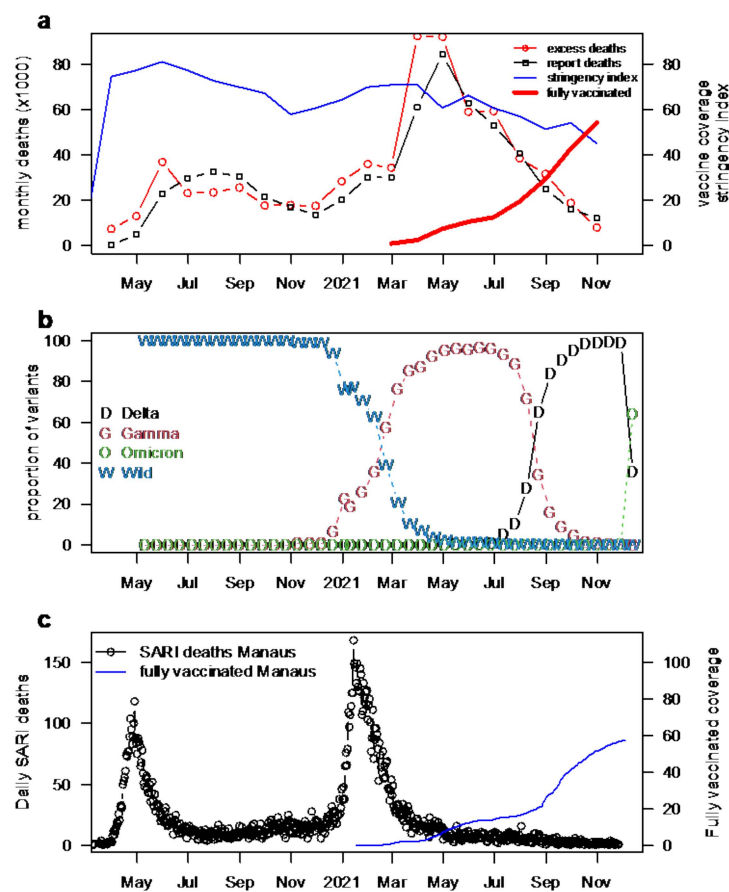 a
monthly deaths (x1000)
80
60
40
20
0
excess deaths
report deaths
stringency index
fully vaccinated
80
60
40
20
0
vaccine coverage
stringency index
May Jul Sep Nov 2021 Mar May Jul Sep Nov
b
proportion of variants
100
80
60
40
20
0
D Delta
G Gamma
O Omicron
W Wild
May Jul Sep Nov 2021 Mar May Jul Sep Nov
c
Daily SARI deaths
150
100
50
0
SARI deaths Manaus
fully vaccinated Manaus
100
80
60
40
20
0
Fully vaccinated coverage
May Jul Sep Nov 2021 Mar May Jul Sep Nov